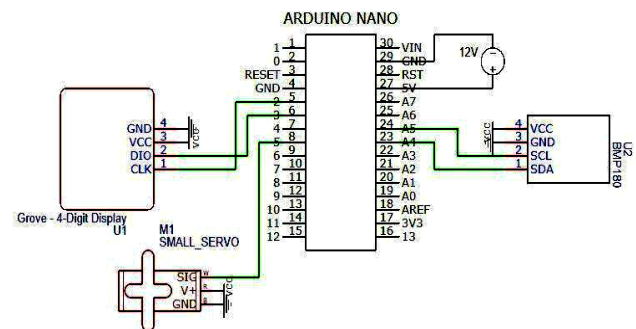 ARDUINO NANO
1 1 30 VIN
0 2 29 GND
RESET 3 28 RST
GND 4 27 5V
2 5 26 A7
3 6 25 A6
4 7 24 A5
5 8 23 A4
6 9 22 A3
7 10 21 A2
8 11 20 A1
9 12 19 A0
10 13 18 AREF
11 14 17 3V3
12 15 16 13
12V
GND 4
VCC 3
DIO 2
CLK 1
VCC
Grove - 4-Digit Display
U1
M1
SMALL_SERVO
SIG W
V+ R
GND B
VCC
VCC
4 VCC
3 GND
2 SCL
1 SDA
U2
BMP180